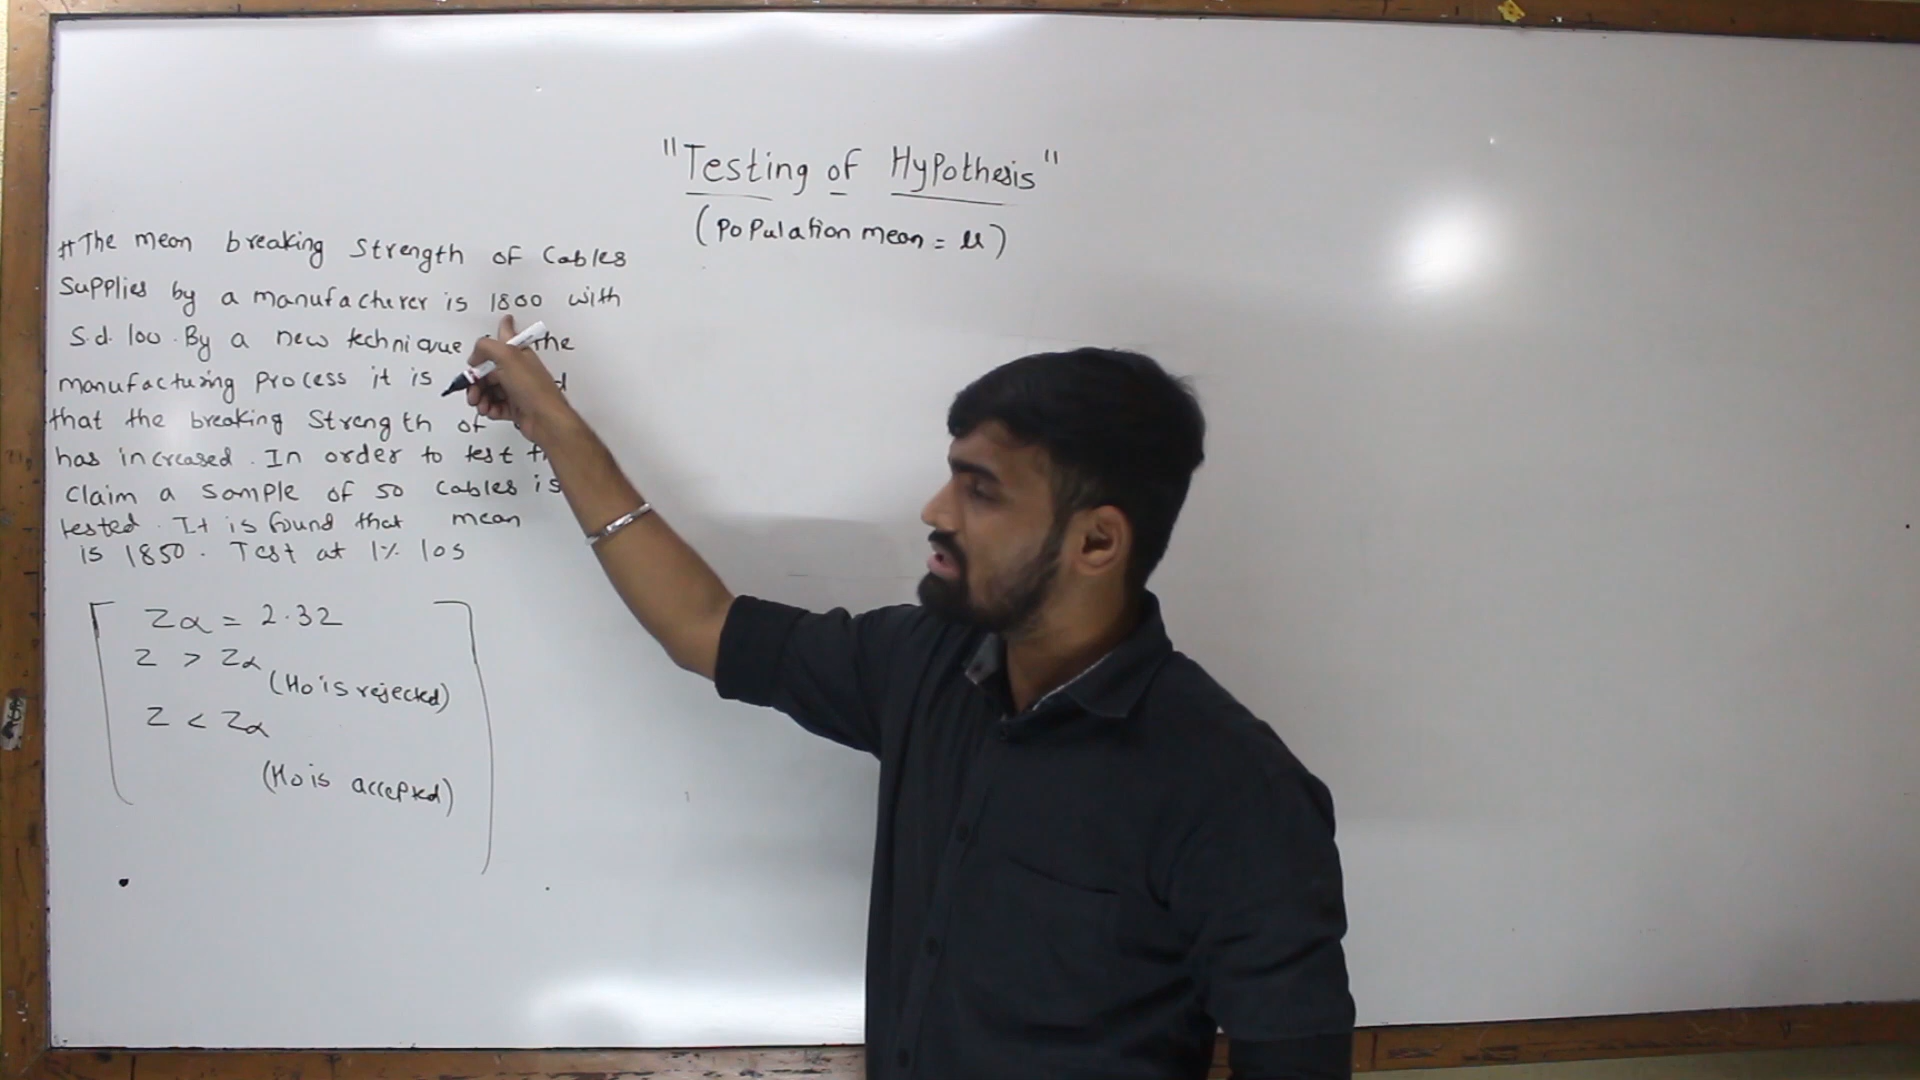 "Testing of Hypothesis"
(Population mean = μ)
#The mean breaking Strength of Cables
Supplies by a manufacturer is 1800 with
S.d. 100. By a new technique the
manufacturing Process it is
that the breaking Strength of
has increased. In order to test
Claim a Sample of 50 Cables is
tested. It is found that mean
is 1850. Test at 1% los
Zα = 2.32
Z > Zα
(Ho is rejected)
Z < Zα
(Ho is accepted)